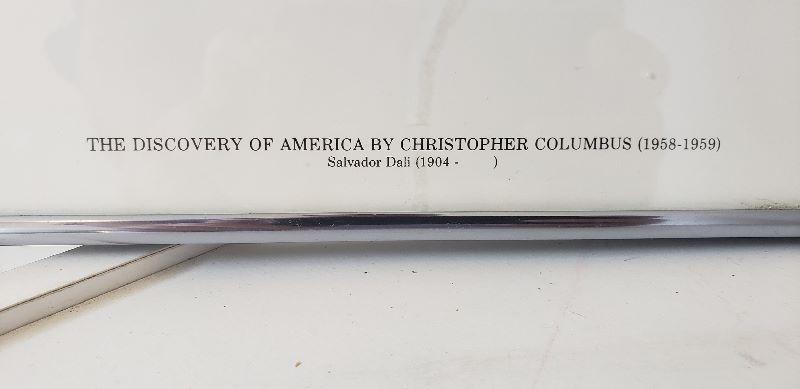 THE DISCOVERY OF AMERICA BY CHRISTOPHER COLUMBUS (1958-1959)
Salvador Dali (1904 - )